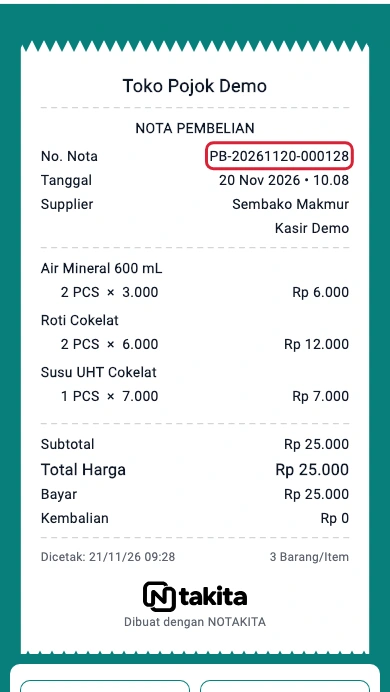 Toko Pojok Demo
NOTA PEMBELIAN
No. Nota PB-20261120-000128
Tanggal 20 Nov 2026 • 10.08
Supplier Sembako Makmur
Kasir Demo
Air Mineral 600 mL
2 PCS × 3.000 Rp 6.000
Roti Cokelat
2 PCS × 6.000 Rp 12.000
Susu UHT Cokelat
1 PCS × 7.000 Rp 7.000
Subtotal Rp 25.000
Total Harga Rp 25.000
Bayar Rp 25.000
Kembalian Rp 0
Dicetak: 21/11/26 09:28 3 Barang/Item
Ntakita
Dibuat dengan NOTAKITA